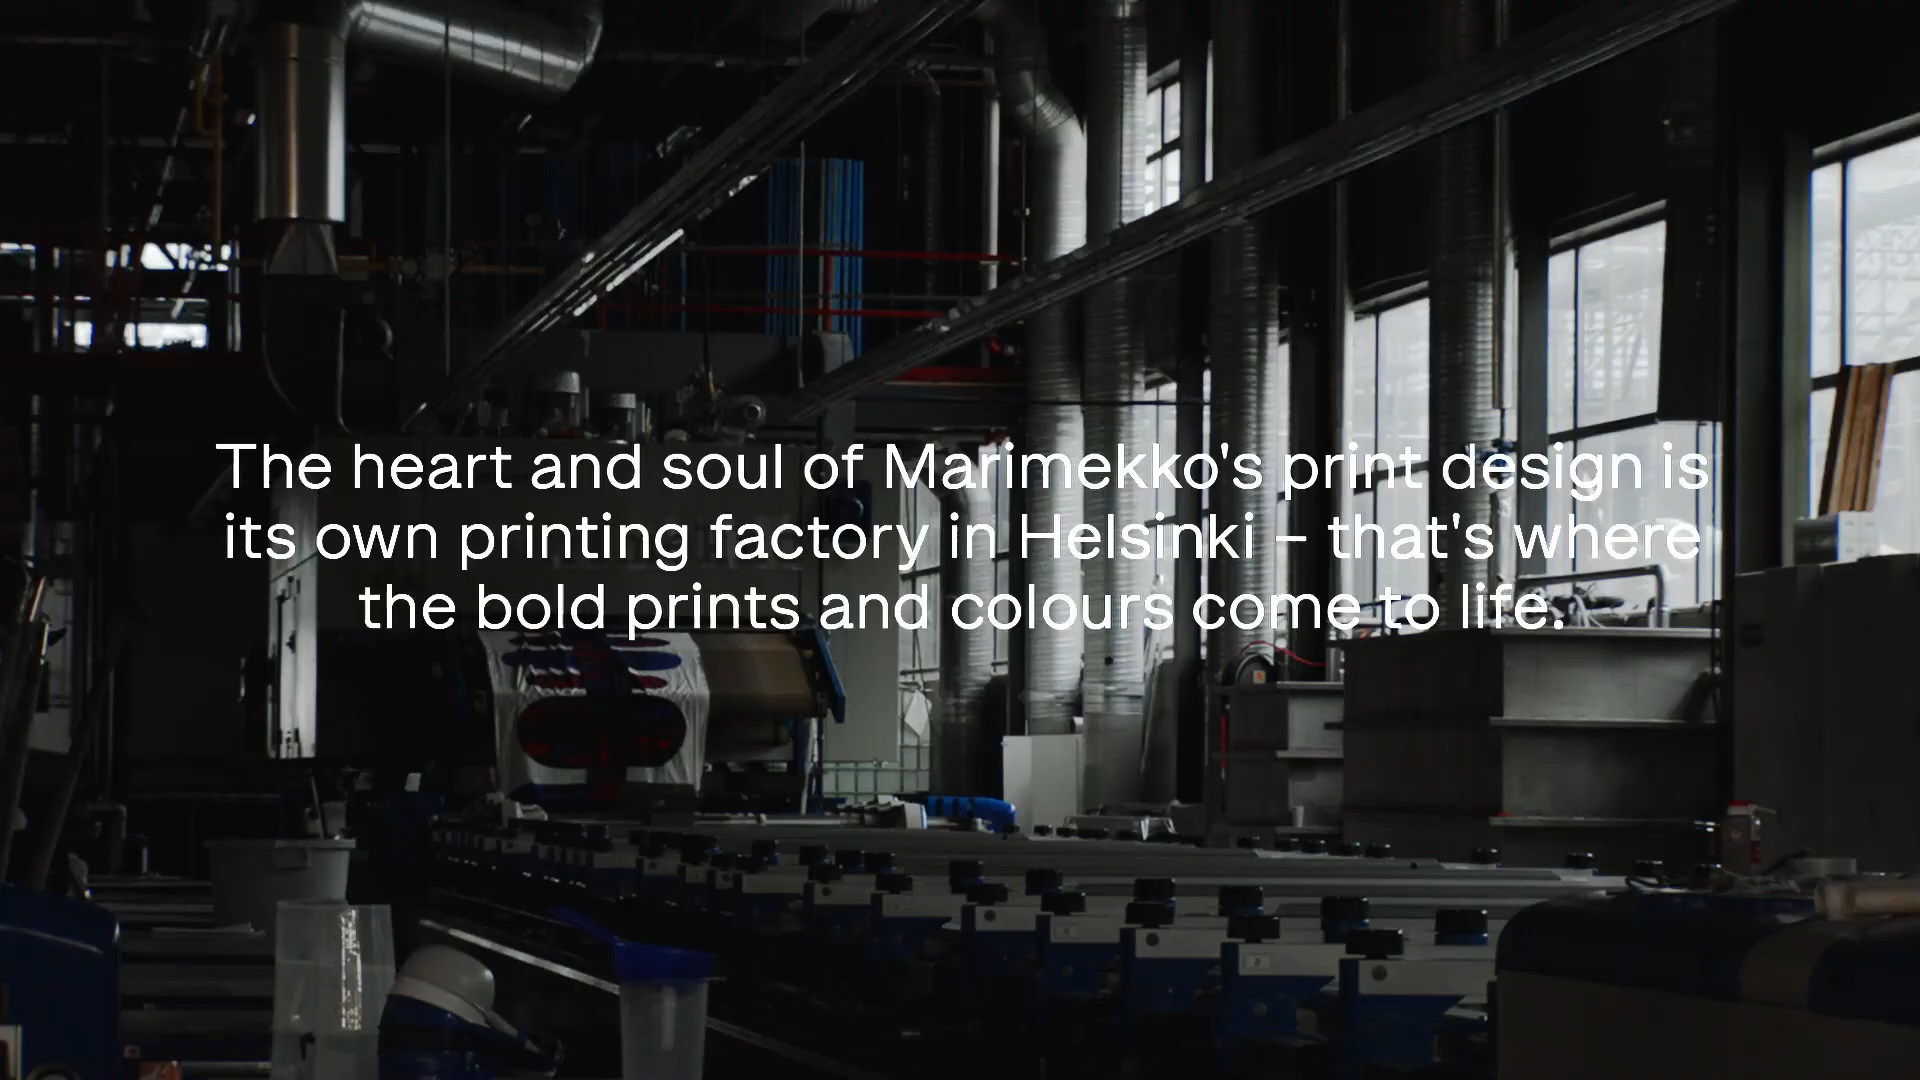 The heart and soul of Marimekko's print design is
its own printing factory in Helsinki – that's where
the bold prints and colours come to life.